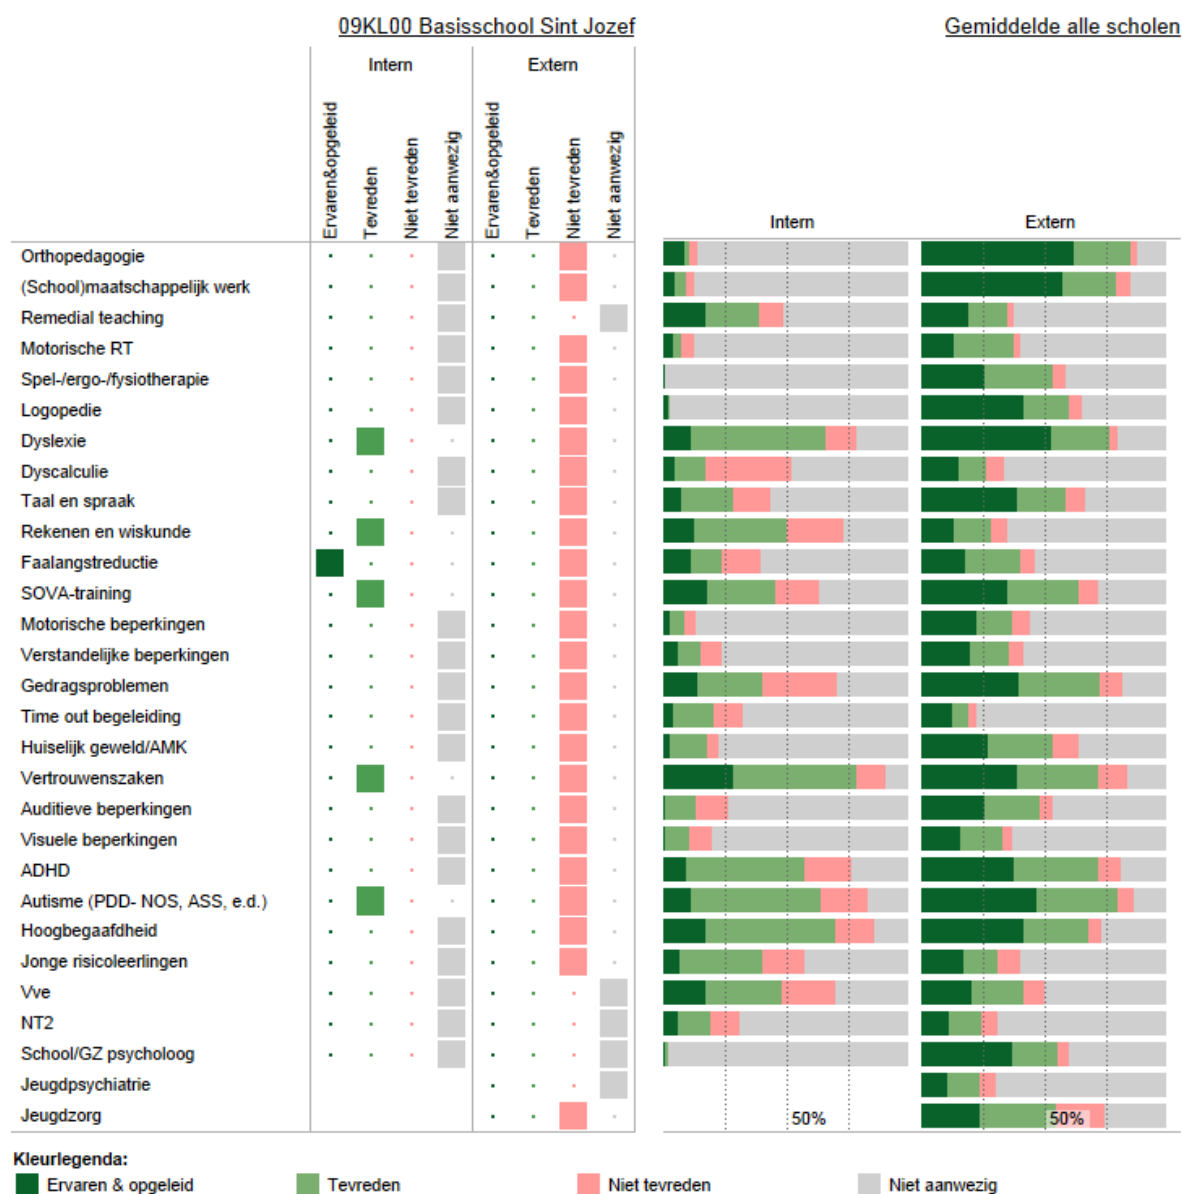 09KL00 Basisschool Sint Jozef
Gemiddelde alle scholen
Intern
Extern
Ervaren&opgeleid
Tevreden
Niet tevreden
Niet aanwezig
Ervaren&opgeleid
Tevreden
Niet tevreden
Niet aanwezig
Intern
Extern
Orthopedagogie
(School)maatschappelijk werk
Remedial teaching
Motorische RT
Spel-/ergo-/fysiotherapie
Logopedie
Dyslexie
Dyscalculie
Taal en spraak
Rekenen en wiskunde
Faalangstreductie
SOVA-training
Motorische beperkingen
Verstandelijke beperkingen
Gedragsproblemen
Time out begeleiding
Huiselijk geweld/AMK
Vertrouwenszaken
Auditieve beperkingen
Visuele beperkingen
ADHD
Autisme (PDD- NOS, ASS, e.d.)
Hoogbegaafdheid
Jonge risicoleerlingen
Vve
NT2
School/GZ psycholoog
Jeugdpsychiatrie
Jeugdzorg
50%
50%
Kleurlegenda:
Ervaren & opgeleid
Tevreden
Niet tevreden
Niet aanwezig